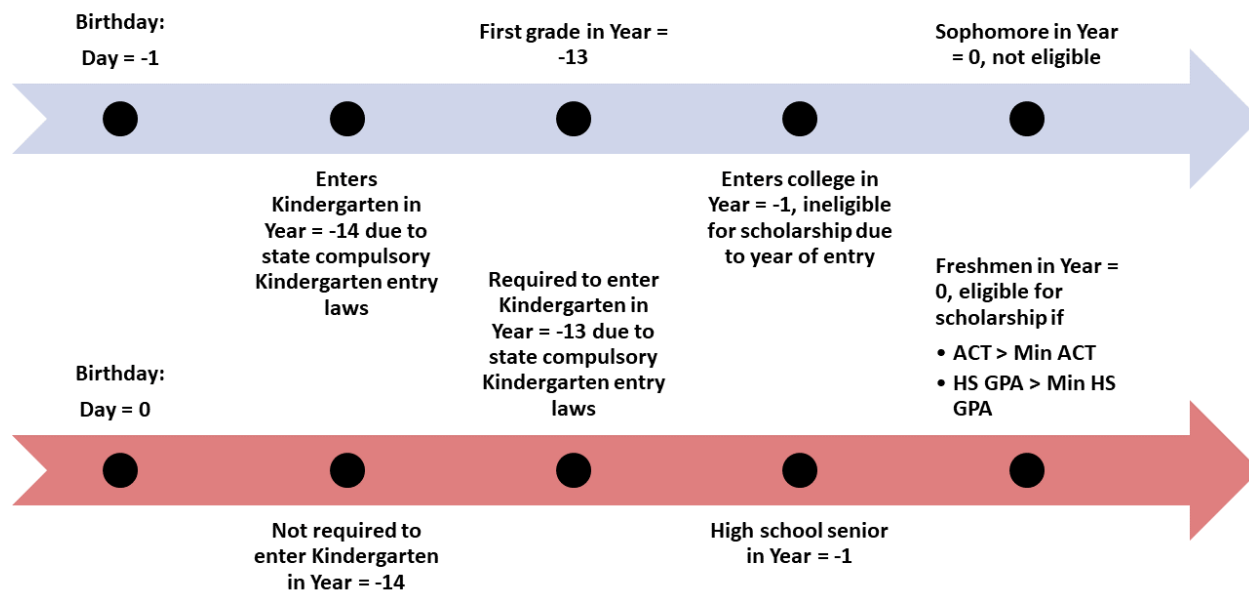 Birthday:
Day = -1
First grade in Year =
-13
Sophomore in Year
= 0, not eligible
Enters
Kindergarten in
Year = -14 due to
state compulsory
Kindergarten entry
laws
Enters college in
Year = -1, ineligible
for scholarship due
to year of entry
Birthday:
Day = 0
Required to enter
Kindergarten in
Year = -13 due to
state compulsory
Kindergarten entry
laws
Freshmen in Year =
0, eligible for
scholarship if
• ACT > Min ACT
• HS GPA > Min HS
GPA
Not required to
enter Kindergarten
in Year = -14
High school senior
in Year = -1